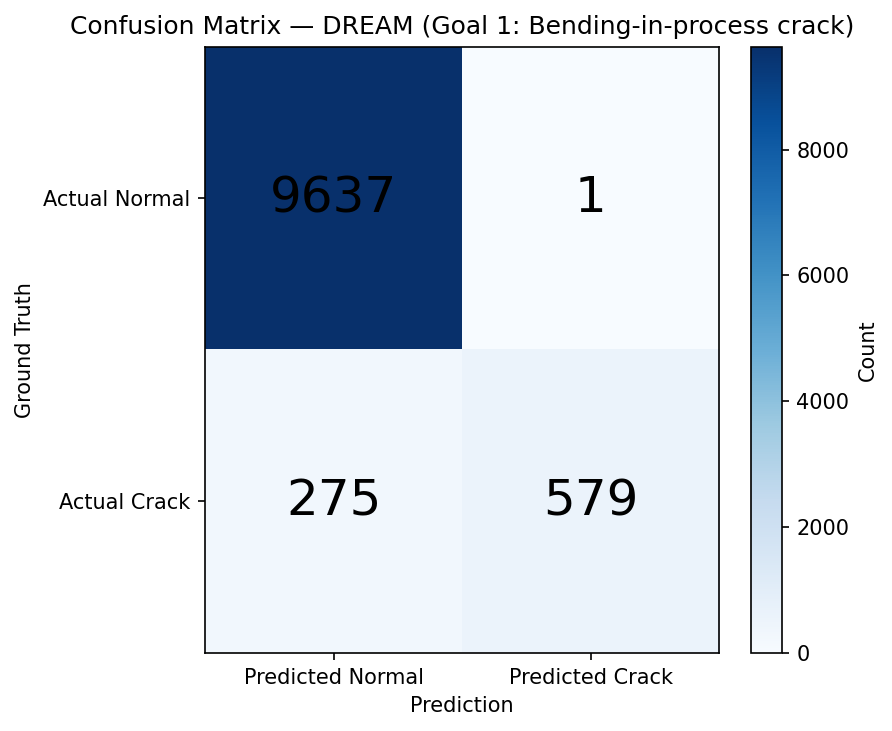 Confusion Matrix — DREAM (Goal 1: Bending-in-process crack)
Ground Truth
Actual Normal
9637
1
Actual Crack
275
579
Predicted Normal
Predicted Crack
Prediction
8000
6000
4000
2000
0
Count